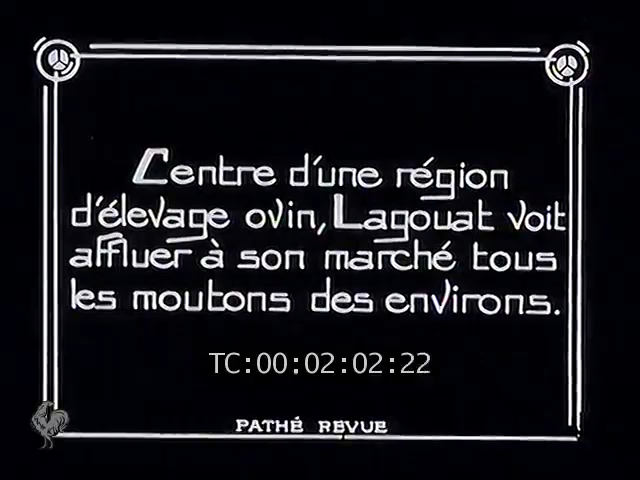 Centre d'une région
d'élevage ovin, Lagouat voit
affluer à son marché tous
les moutons des environs.
TC:00:02:02:22
PATHÉ REVUE